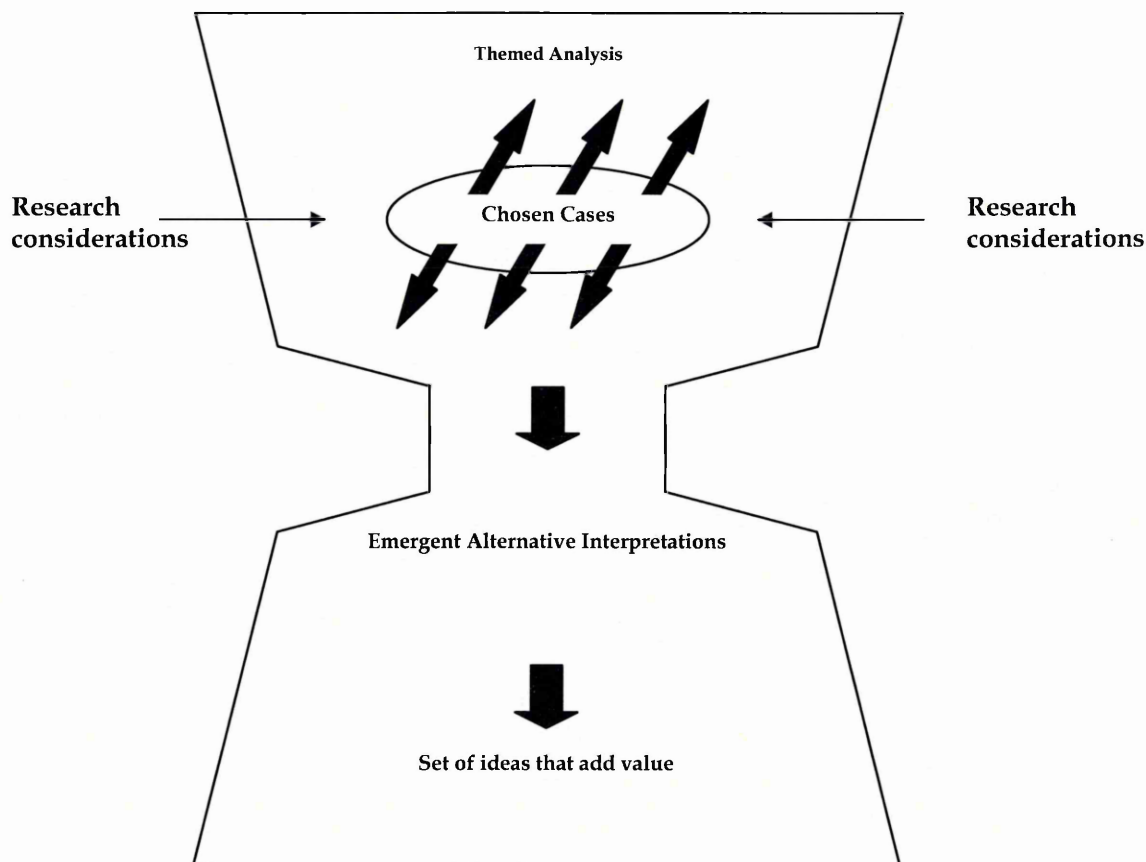 Themed Analysis
Research
considerations
Chosen Cases
Research
considerations
Emergent Alternative Interpretations
Set of ideas that add value